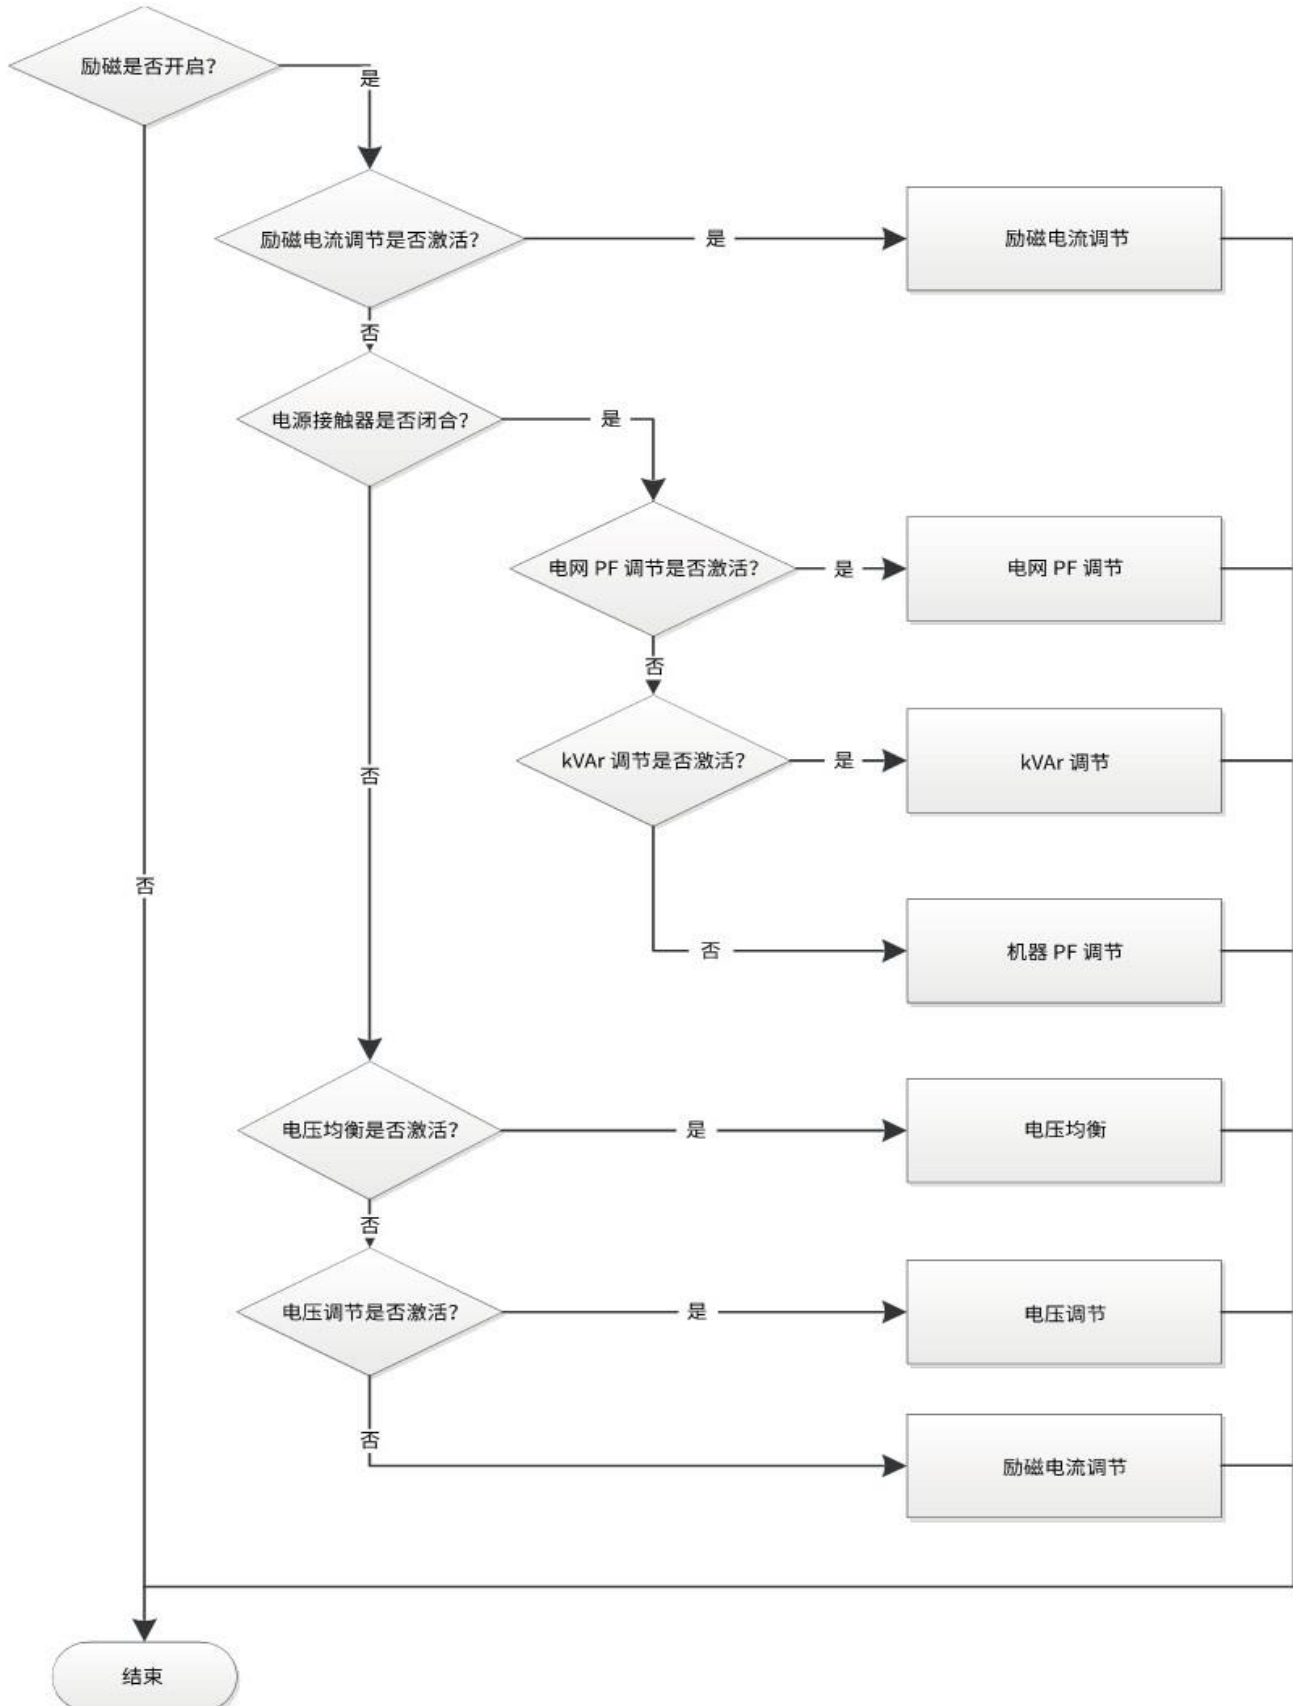 励磁是否开启？
是
励磁电流调节是否激活？
是
励磁电流调节
否
电源接触器是否闭合？
是
电网 PF 调节是否激活？
是
电网 PF 调节
否
kVAr 调节是否激活？
是
kVAr 调节
否
否
否
机器 PF 调节
电压均衡是否激活？
是
电压均衡
否
电压调节是否激活？
是
电压调节
否
励磁电流调节
结束